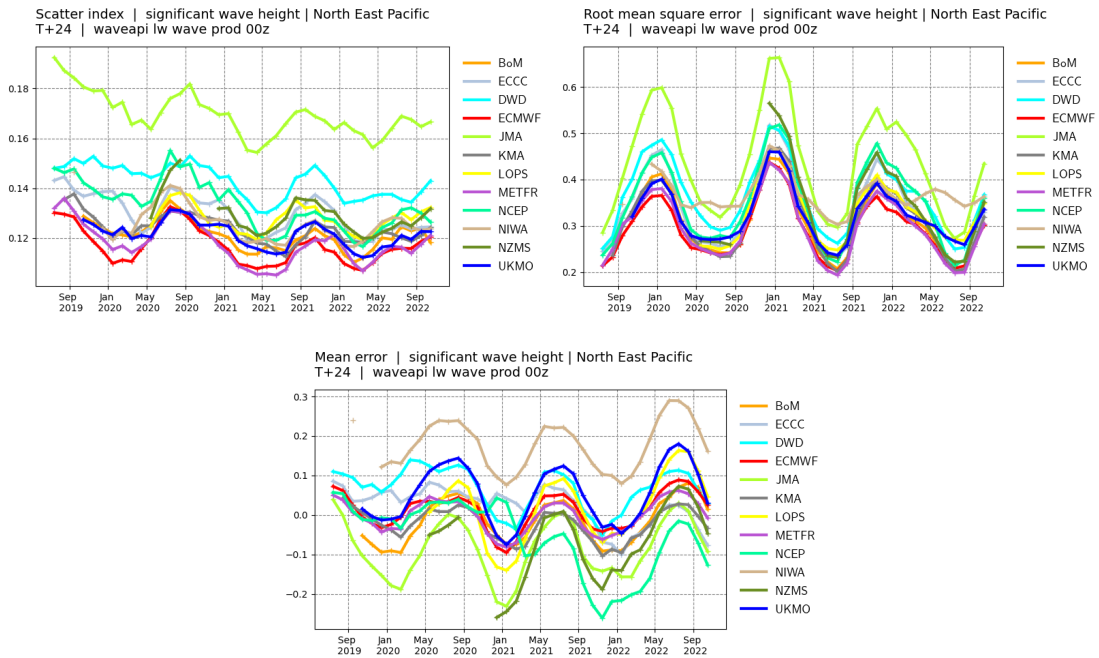 Scatter index | significant wave height | North East Pacific
T+24 | waveapi lw wave prod 00z
0.18
0.16
0.14
0.12
Sep 2019
Jan 2020
May 2020
Sep 2020
Jan 2021
May 2021
Sep 2021
Jan 2022
May 2022
Sep 2022
BoM
ECCC
DWD
ECMWF
JMA
KMA
LOPS
METFR
NCEP
NIWA
NZMS
UKMO
Root mean square error | significant wave height | North East Pacific
T+24 | waveapi lw wave prod 00z
0.6
0.5
0.4
0.3
0.2
Sep 2019
Jan 2020
May 2020
Sep 2020
Jan 2021
May 2021
Sep 2021
Jan 2022
May 2022
Sep 2022
BoM
ECCC
DWD
ECMWF
JMA
KMA
LOPS
METFR
NCEP
NIWA
NZMS
UKMO
Mean error | significant wave height | North East Pacific
T+24 | waveapi lw wave prod 00z
0.3
0.2
0.1
0.0
−0.1
−0.2
Sep 2019
Jan 2020
May 2020
Sep 2020
Jan 2021
May 2021
Sep 2021
Jan 2022
May 2022
Sep 2022
BoM
ECCC
DWD
ECMWF
JMA
KMA
LOPS
METFR
NCEP
NIWA
NZMS
UKMO